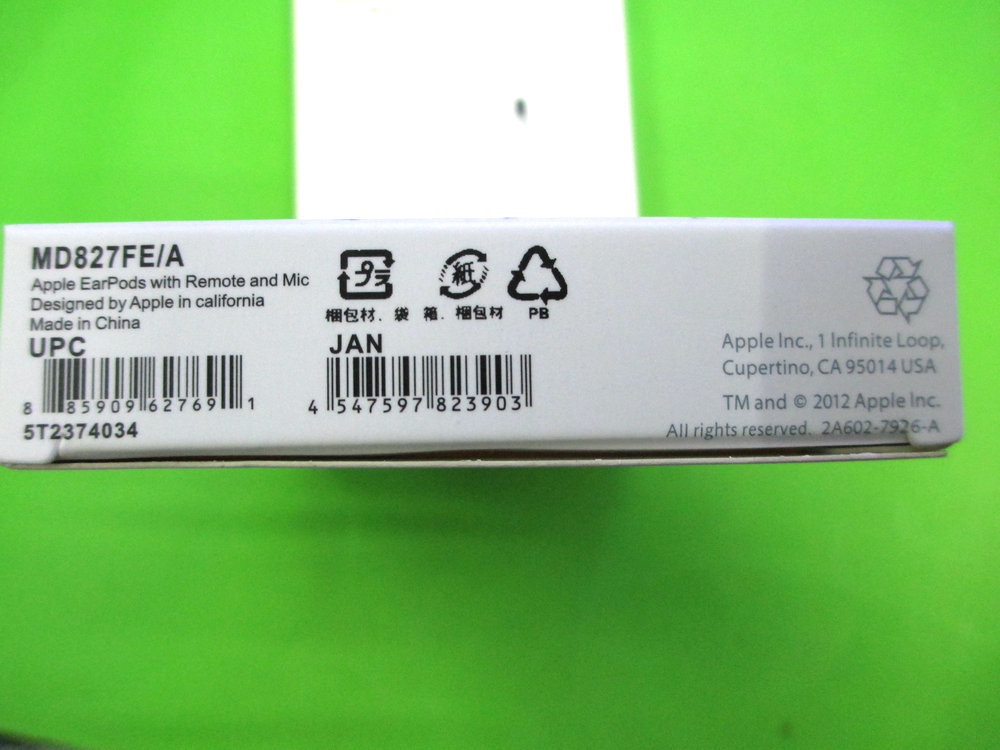 MD827FE/A
Apple EarPods with Remote and Mic
Designed by Apple in california
Made in China
UPC
8 85909 62769 1
5T2374034
プラ
梱包材、袋
紙
箱、梱包材
PB
JAN
4 547597 823903
Apple Inc., 1 Infinite Loop,
Cupertino, CA 95014 USA
TM and © 2012 Apple Inc.
All rights reserved. 2A602-7926-A